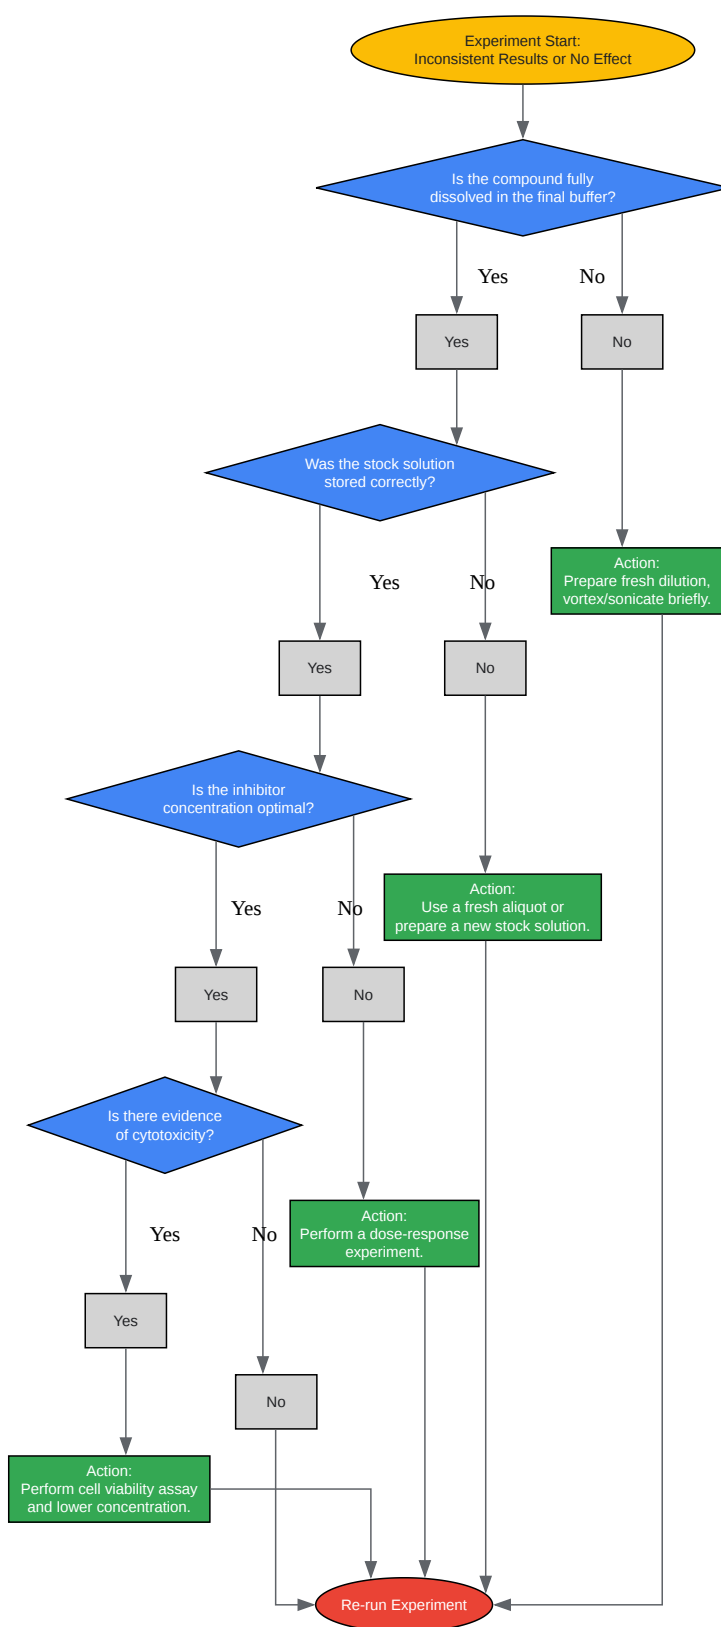 Experiment Start:
Inconsistent Results or No Effect
Is the compound fully
dissolved in the final buffer?
Yes
No
Yes
No
Was the stock solution
stored correctly?
Action:
Prepare fresh dilution,
vortex/sonicate briefly.
Yes
No
Yes
No
Is the inhibitor
concentration optimal?
Action:
Use a fresh aliquot or
prepare a new stock solution.
Yes
No
Yes
No
Is there evidence
of cytotoxicity?
Action:
Perform a dose-response
experiment.
Yes
No
Yes
No
Action:
Perform cell viability assay
and lower concentration.
Re-run Experiment